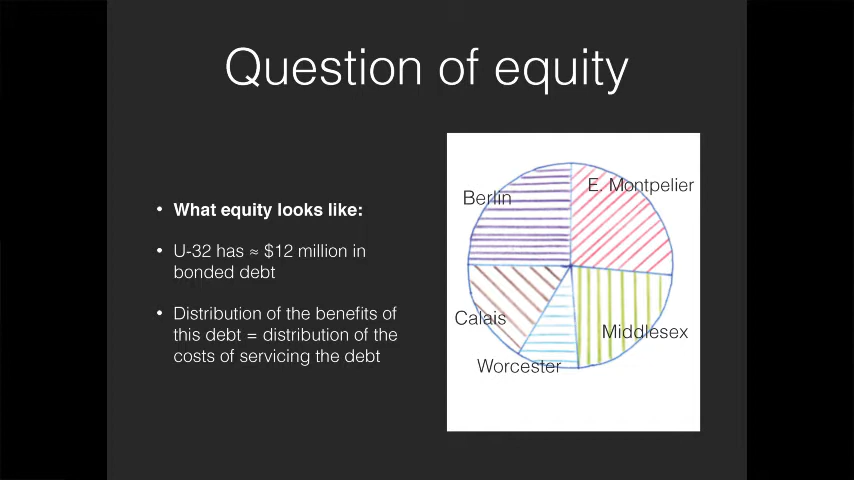 Question of equity
• What equity looks like:
• U-32 has ≈ $12 million in
bonded debt
• Distribution of the benefits of
this debt = distribution of the
costs of servicing the debt
Berlin
E. Montpelier
Calais
Middlesex
Worcester